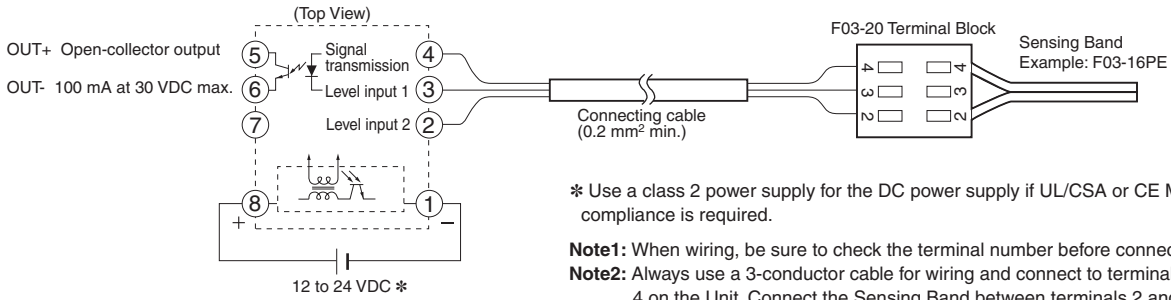 (Top View)
OUT+ Open-collector output
OUT- 100 mA at 30 VDC max.
5
6
7
8
Signal
transmission
Level input 1
Level input 2
4
3
2
1
+
−
12 to 24 VDC *
Connecting cable
(0.2 mm² min.)
F03-20 Terminal Block
4
3
2
4
3
2
Sensing Band
Example: F03-16PE
* Use a class 2 power supply for the DC power supply if UL/CSA or CE
compliance is required.
Note1: When wiring, be sure to check the terminal number before
Note2: Always use a 3-conductor cable for wiring and connect to
4 on the Unit. Connect the Sensing Band between terminals 2